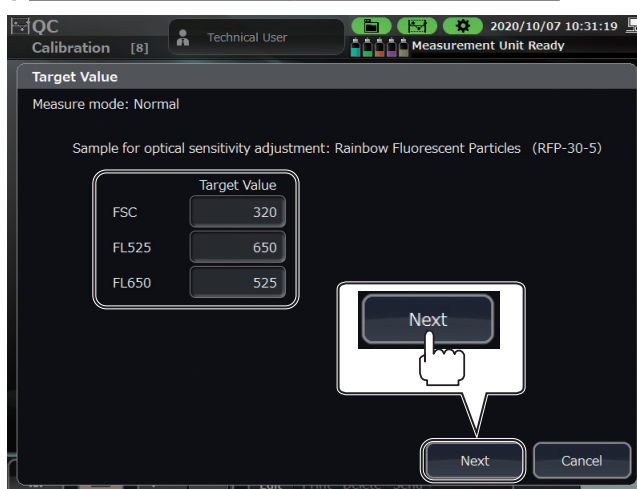 QC
2020/10/07 10:31:19
Calibration [8]
Technical User
Measurement Unit Ready
Target Value
Measure mode: Normal
Sample for optical sensitivity adjustment: Rainbow Fluorescent Particles (RFP-30-5)
Target Value
FSC 320
FL525 650
FL650 525
Next
Next Cancel